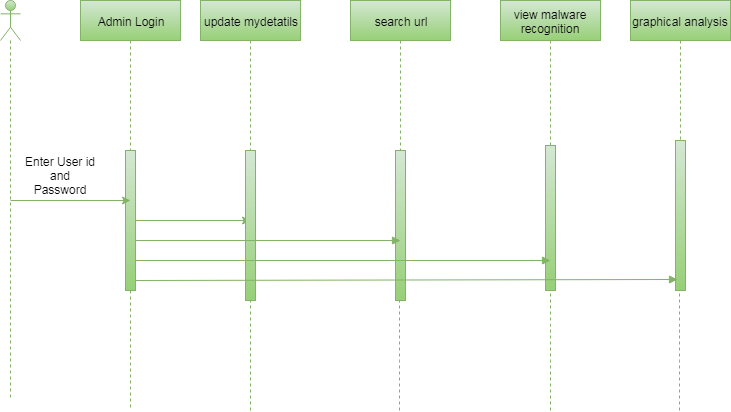 Admin Login
update mydetatils
search url
view malware
recognition
graphical analysis
Enter User id
and
Password